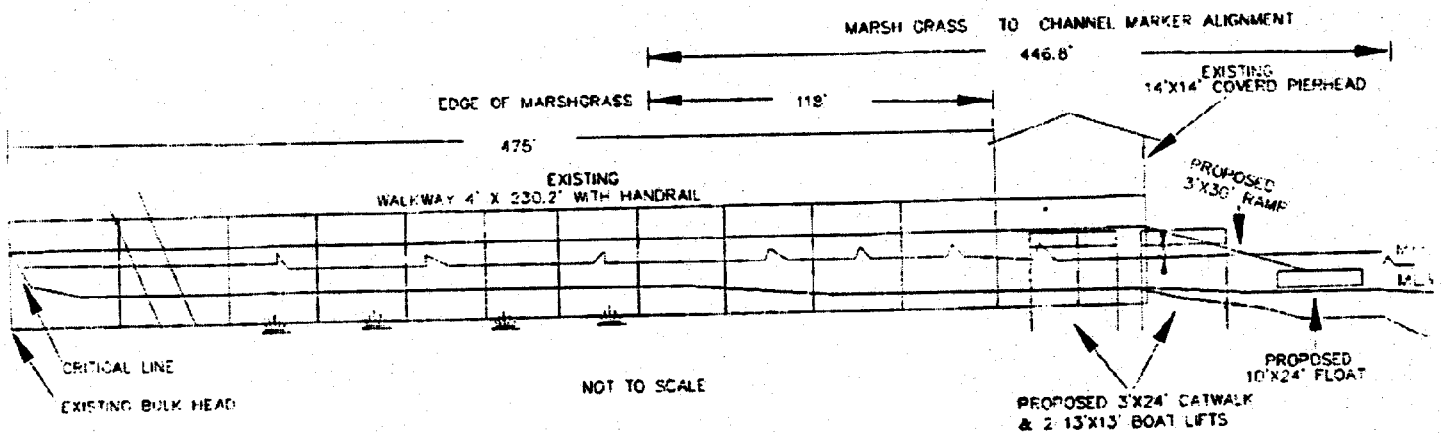 MARSH GRASS TO CHANNEL MARKER ALIGNMENT
446.8'
EXISTING
14'X14' COVERD PIERHEAD
EDGE OF MARSHGRASS
118'
475'
EXISTING
WALKWAY 4' X 230.2' WITH HANDRAIL
PROPOSED
3'X30' RAMP
CRITICAL LINE
EXISTING BULK HEAD
NOT TO SCALE
PROPOSED 3'X24' CATWALK
& 2 13'X13' BOAT LIFTS
PROPOSED
10'X24' FLOAT